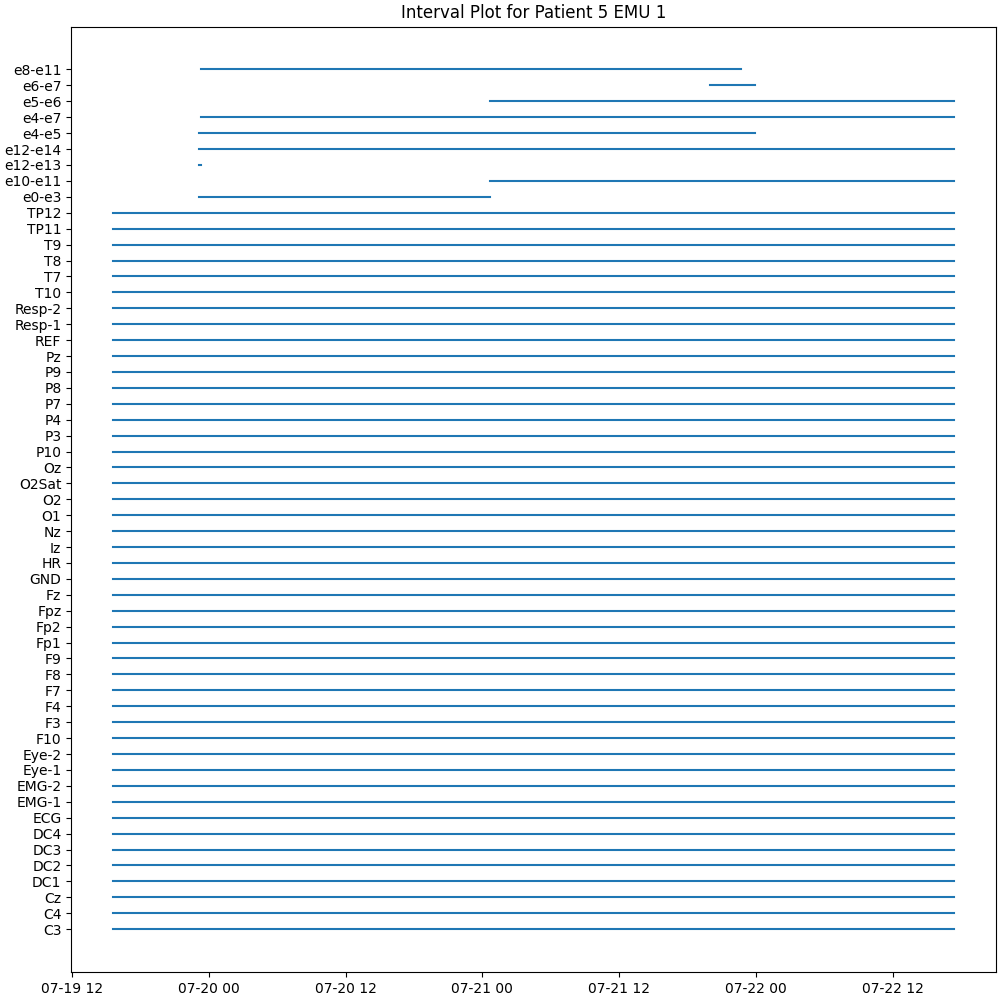 Interval Plot for Patient 5 EMU 1
e8-e11
e6-e7
e5-e6
e4-e7
e4-e5
e12-e14
e12-e13
e10-e11
e0-e3
TP12
TP11
T9
T8
T7
T10
Resp-2
Resp-1
REF
Pz
P9
P8
P7
P4
P3
P10
Oz
O2Sat
O2
O1
Nz
Iz
HR
GND
Fz
Fpz
Fp2
Fp1
F9
F8
F7
F4
F3
F10
Eye-2
Eye-1
EMG-2
EMG-1
ECG
DC4
DC3
DC2
DC1
Cz
C4
C3
07-19 12 07-20 00 07-20 12 07-21 00 07-21 12 07-22 00 07-22 12